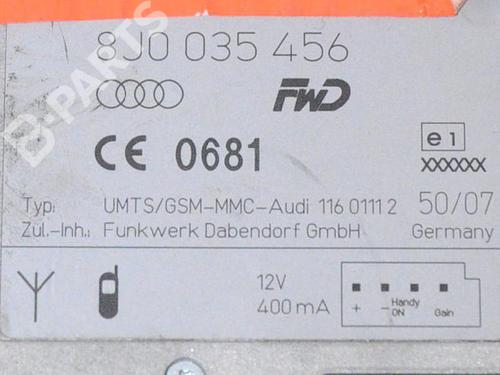 8J0 035 456
FWD
B-PARTS
CE 0681
e1
xxxxxx
Typ: UMTS/GSM-MMC-Audi 116 0111 2 50/07
Zül.-Inh.: Funkwerk Dabendorf GmbH Germany
12V
400 mA
+ - Handy ON Gain